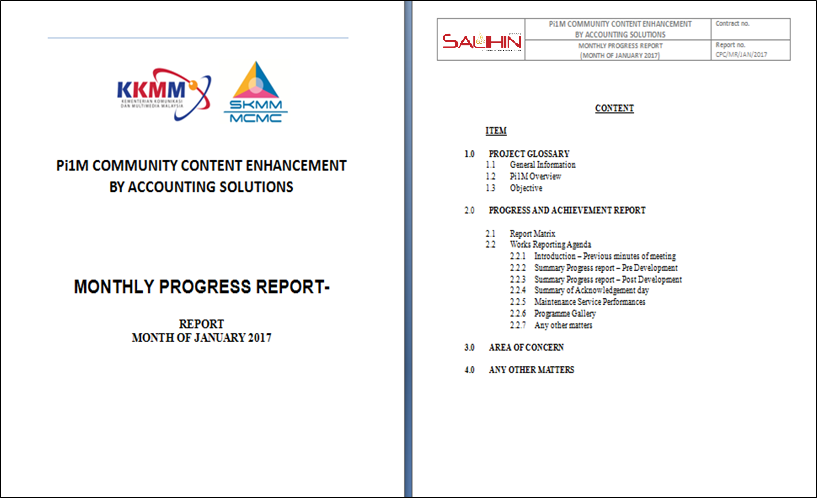 KKMM
KEMENTERIAN KOMUNIKASI
DAN MULTIMEDIA MALAYSIA
SKMM
MCMC
Pi1M COMMUNITY CONTENT ENHANCEMENT
BY ACCOUNTING SOLUTIONS
MONTHLY PROGRESS REPORT-
REPORT
MONTH OF JANUARY 2017
SALIHIN
Pi1M COMMUNITY CONTENT ENHANCEMENT
BY ACCOUNTING SOLUTIONS
Contract no.
MONTHLY PROGRESS REPORT
(MONTH OF JANUARY 2017)
Report no.
CPC/MR/JAN/2017
CONTENT
ITEM
1.0 PROJECT GLOSSARY
1.1 General Information
1.2 Pi1M Overview
1.3 Objective
2.0 PROGRESS AND ACHIEVEMENT REPORT
2.1 Report Matrix
2.2 Works Reporting Agenda
2.2.1 Introduction – Previous minutes of meeting
2.2.2 Summary Progress report – Pre Development
2.2.3 Summary Progress report – Post Development
2.2.4 Summary of Acknowledgement day
2.2.5 Maintenance Service Performances
2.2.6 Programme Gallery
2.2.7 Any other matters
3.0 AREA OF CONCERN
4.0 ANY OTHER MATTERS